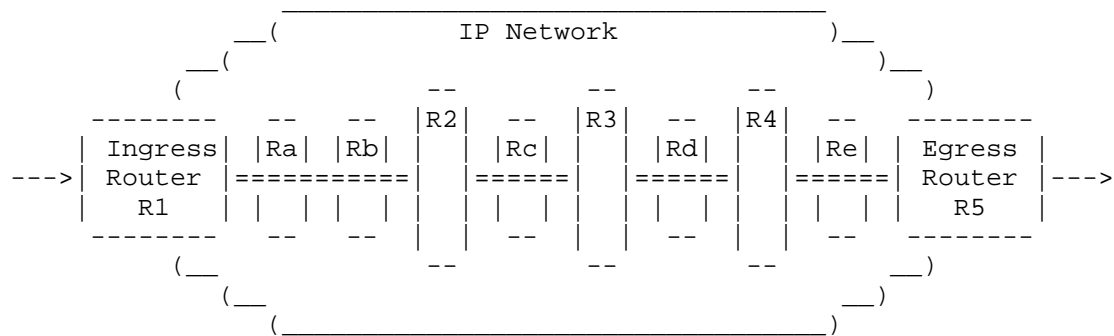 IP Network
R2 R3 R4
Ingress Ra Rb Rc Rd Re Egress
Router Router
R1 R5